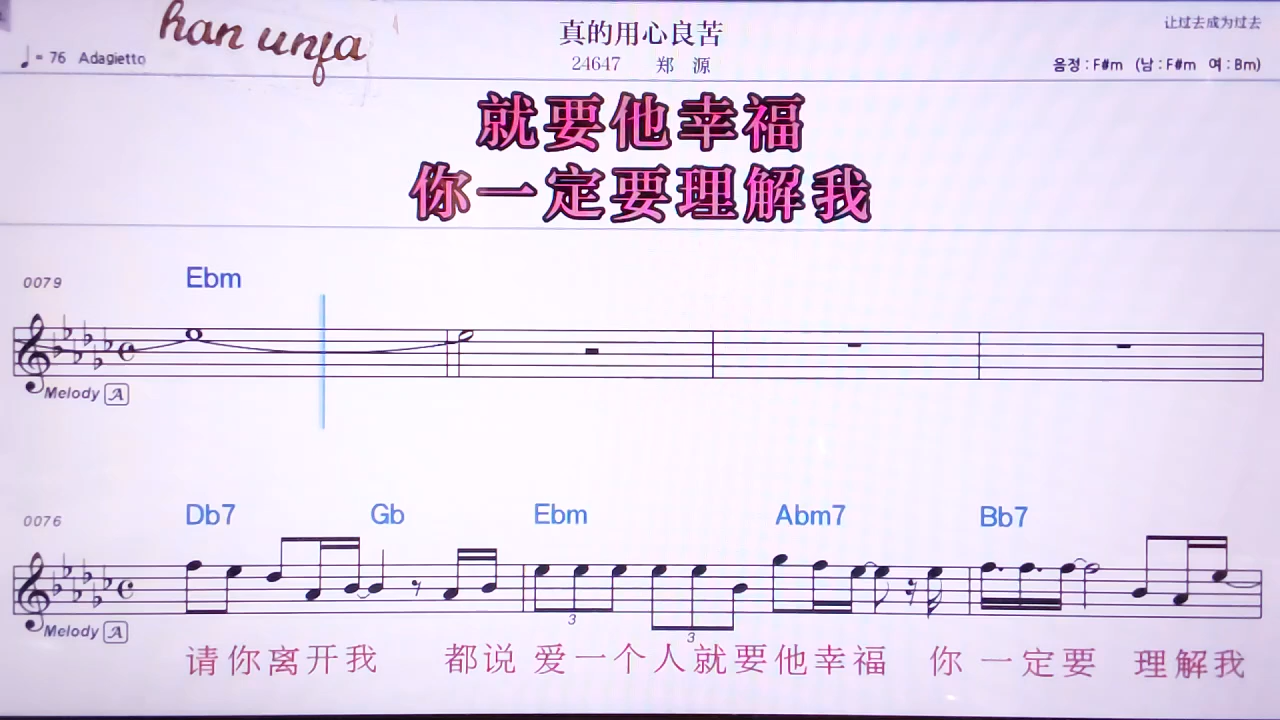 han unja
真的用心良苦
让过去成为过去
♩= 76 Adagietto
24647 郑 源
음정 : F#m (남 : F#m 여 : Bm)
就要他幸福
你一定要理解我
0079
Ebm
Melody A
0076
Db7 Gb Ebm Abm7 Bb7
3 3
Melody A
请你离开我 都说 爱一个人就要他幸福 你 一定要 理解我